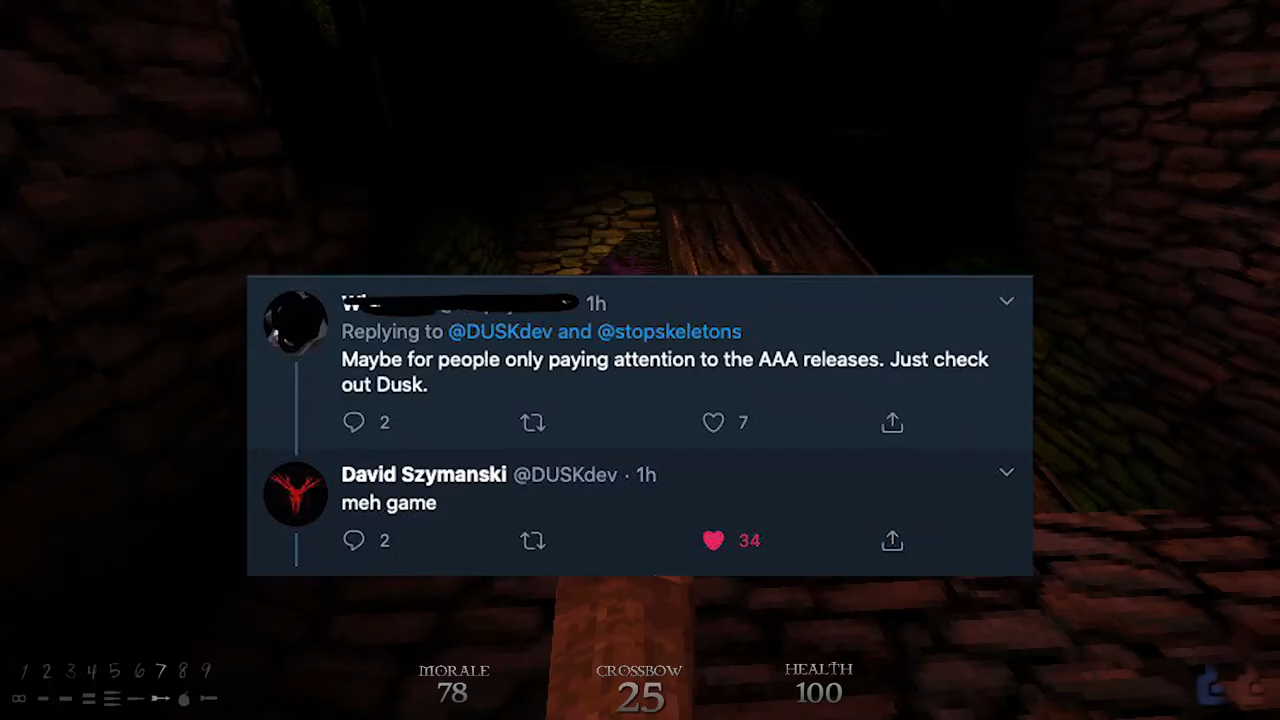 1h
Replying to @DUSKdev and @stopskeletons
Maybe for people only paying attention to the AAA releases. Just check
out Dusk.
2
7
David Szymanski @DUSKdev · 1h
meh game
2
34
1 2 3 4 5 6 7 8 9
MORALE
78
CROSSBOW
25
HEALTH
100